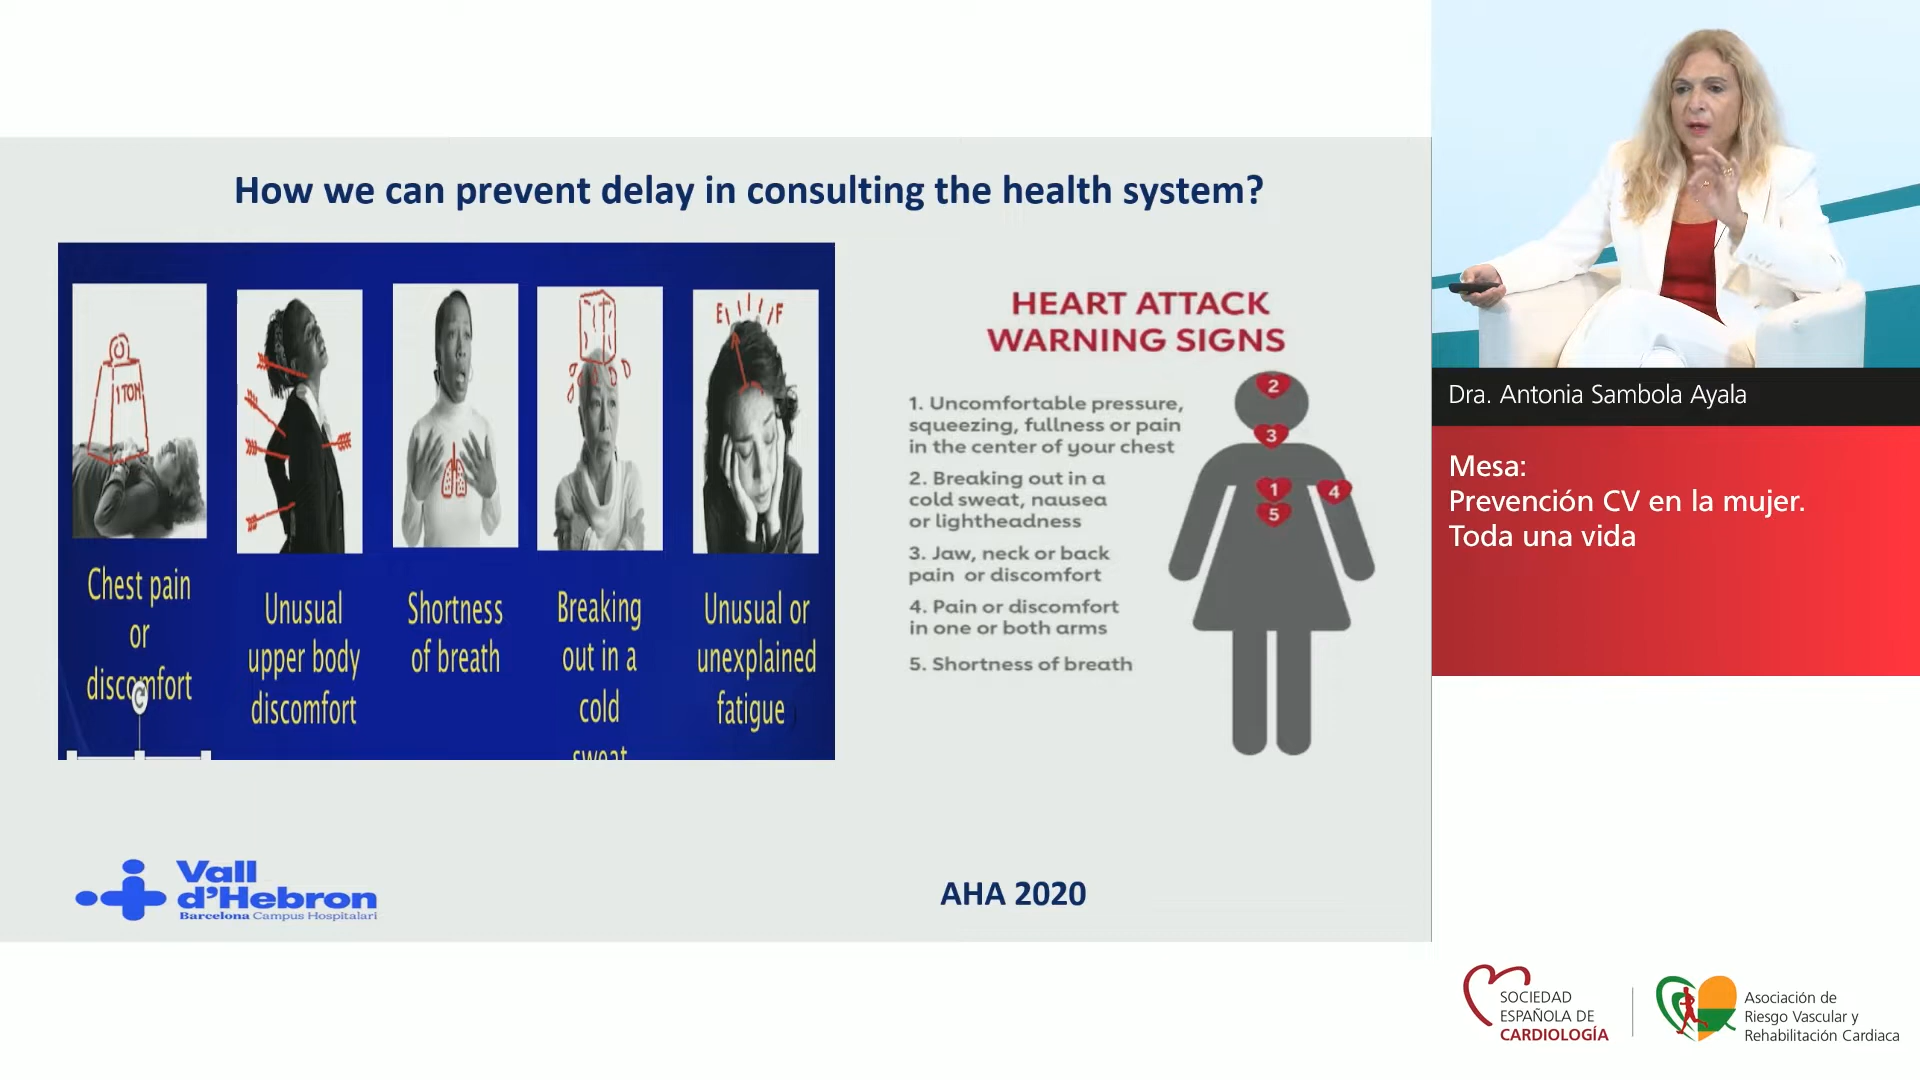 How we can prevent delay in consulting the health system?
1 TON
E F
Chest pain
or
discomfort
Unusual
upper body
discomfort
Shortness
of breath
Breaking
out in a
cold
sweat
Unusual or
unexplained
fatigue
HEART ATTACK
WARNING SIGNS
1. Uncomfortable pressure,
squeezing, fullness or pain
in the center of your chest
2. Breaking out in a
cold sweat, nausea
or lightheadness
3. Jaw, neck or back
pain or discomfort
4. Pain or discomfort
in one or both arms
5. Shortness of breath
2
3
1
4
5
Vall
d'Hebron
Barcelona Campus Hospitalari
AHA 2020
Dra. Antonia Sambola Ayala
Mesa:
Prevención CV en la mujer.
Toda una vida
SOCIEDAD
ESPAÑOLA DE
CARDIOLOGÍA
Asociación de
Riesgo Vascular y
Rehabilitación Cardiaca